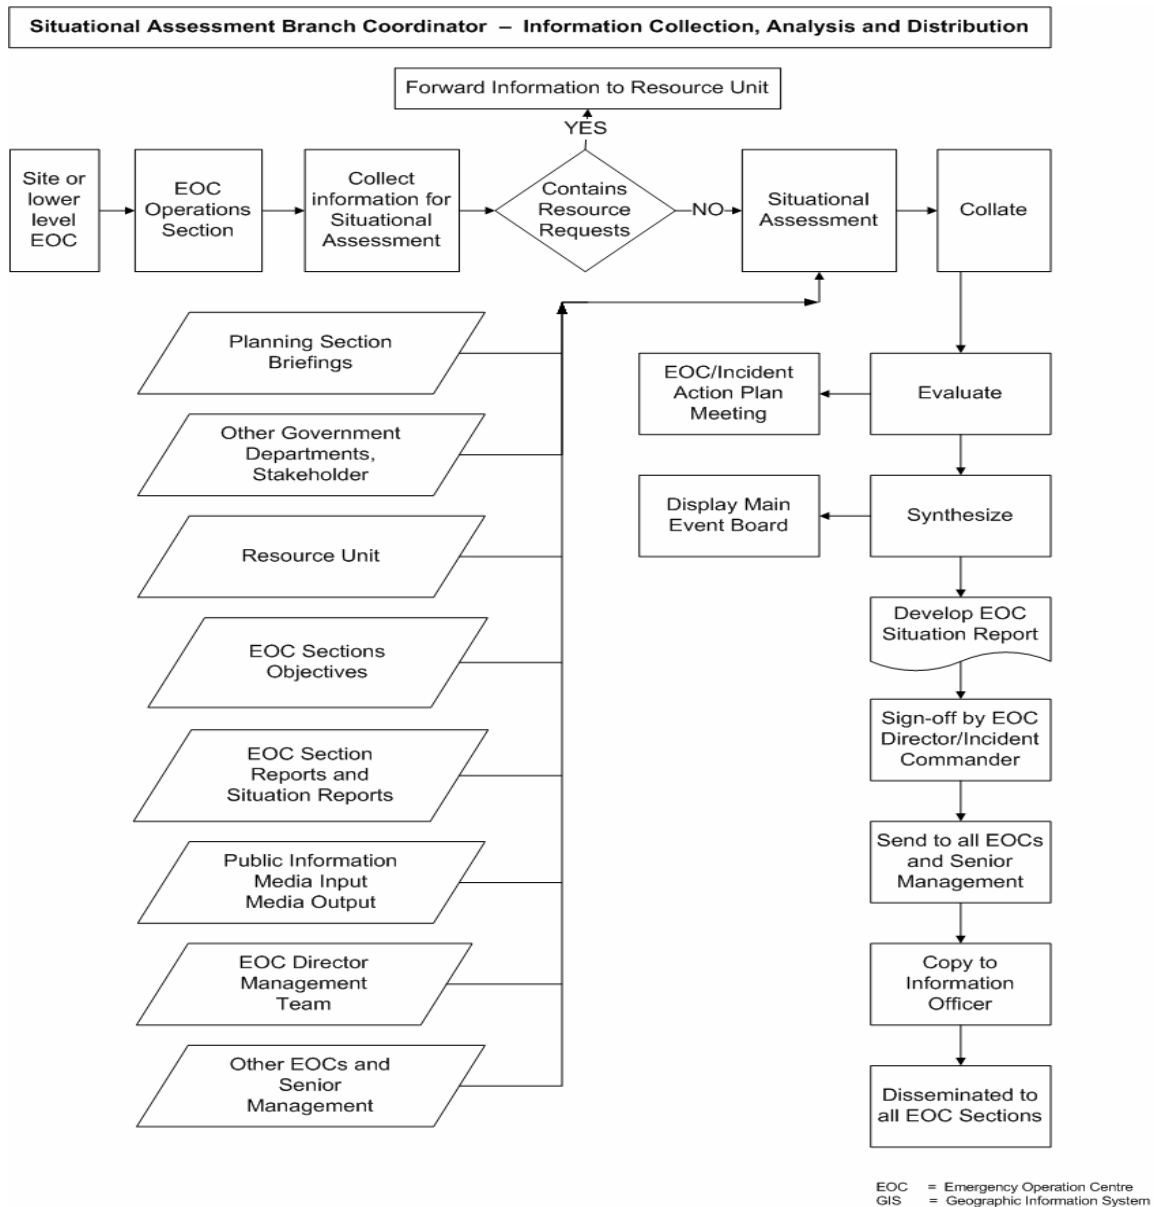 Situational Assessment Branch Coordinator – Information Collection, Analysis and Distribution
Forward Information to Resource Unit
YES
Site or
lower
level
EOC
EOC
Operations
Section
Collect
information for
Situational
Assessment
Contains
Resource
Requests
NO
Situational
Assessment
Collate
Planning Section
Briefings
Other Government
Departments,
Stakeholder
Resource Unit
EOC Sections
Objectives
EOC Section
Reports and
Situation Reports
Public Information
Media Input
Media Output
EOC Director
Management
Team
Other EOCs and
Senior
Management
EOC/Incident
Action Plan
Meeting
Evaluate
Display Main
Event Board
Synthesize
Develop EOC
Situation Report
Sign-off by EOC
Director/Incident
Commander
Send to all EOCs
and Senior
Management
Copy to
Information
Officer
Disseminated to
all EOC Sections
EOC = Emergency Operation Centre
GIS = Geographic Information System